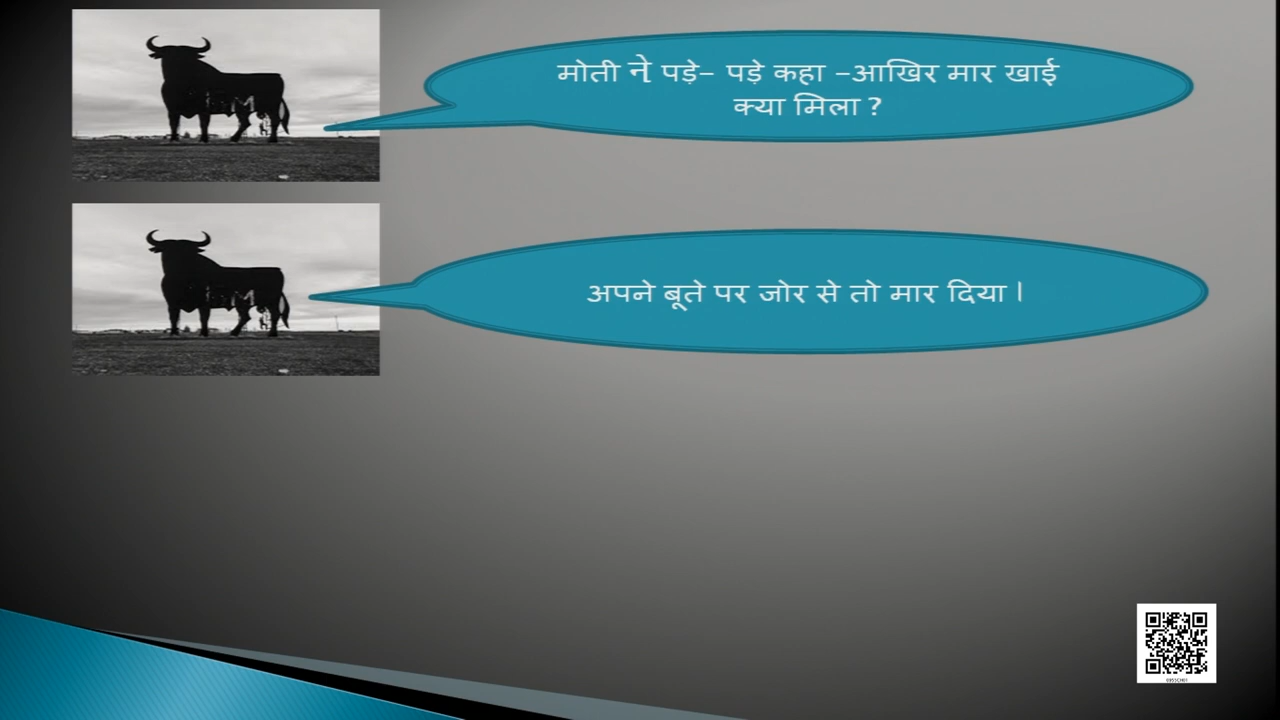 मोती ने पड़े– पड़े कहा –आखिर मार खाई
क्या मिला ?
अपने बूते पर जोर से तो मार दिया ।